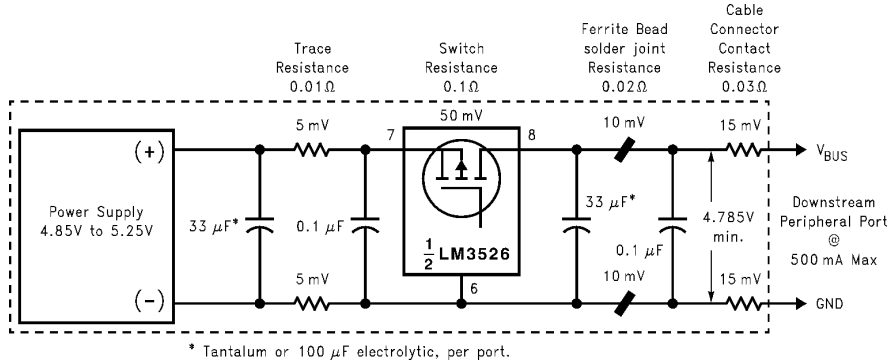 Trace
Resistance
0.01Ω
Switch
Resistance
0.1Ω
Ferrite Bead
solder joint
Resistance
0.02Ω
Cable
Connector
Contact
Resistance
0.03Ω
5 mV
50 mV
10 mV
15 mV
7
8
(+)
VBUS
Power Supply
4.85V to 5.25V
33 μF*
0.1 μF
1/2 LM3526
33 μF*
0.1 μF
4.785V
min.
Downstream
Peripheral Port
@
500 mA Max
5 mV
6
10 mV
15 mV
(-)
GND
* Tantalum or 100 μF electrolytic, per port.